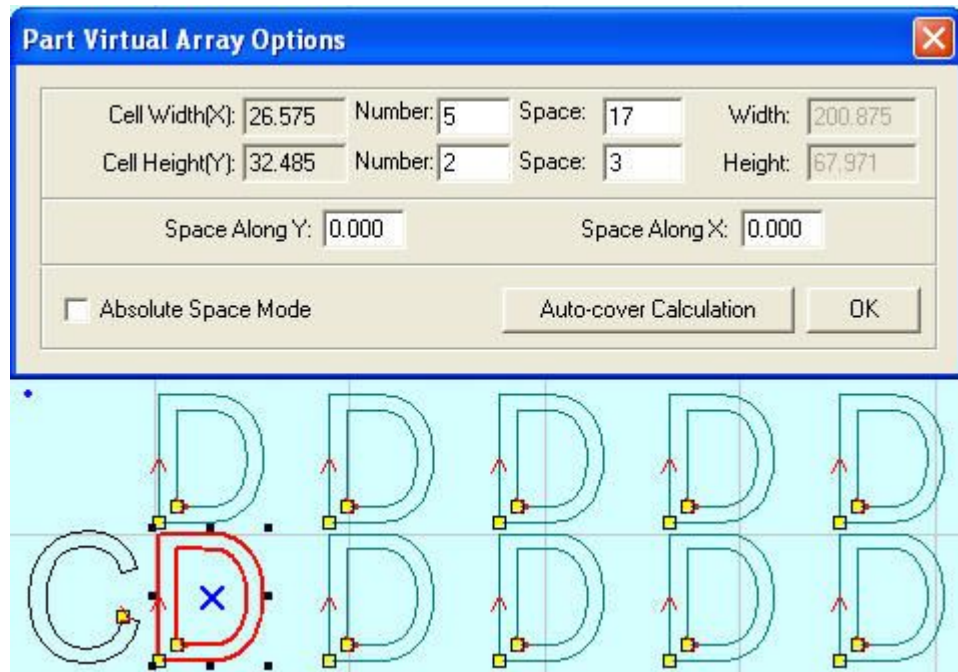 Part Virtual Array Options
Cell Width(X): 26.575 Number: 5 Space: 17 Width: 200.875
Cell Height(Y): 32.485 Number: 2 Space: 3 Height: 67.971
Space Along Y: 0.000 Space Along X: 0.000
Absolute Space Mode Auto-cover Calculation OK
D D D D D
C D D D D D